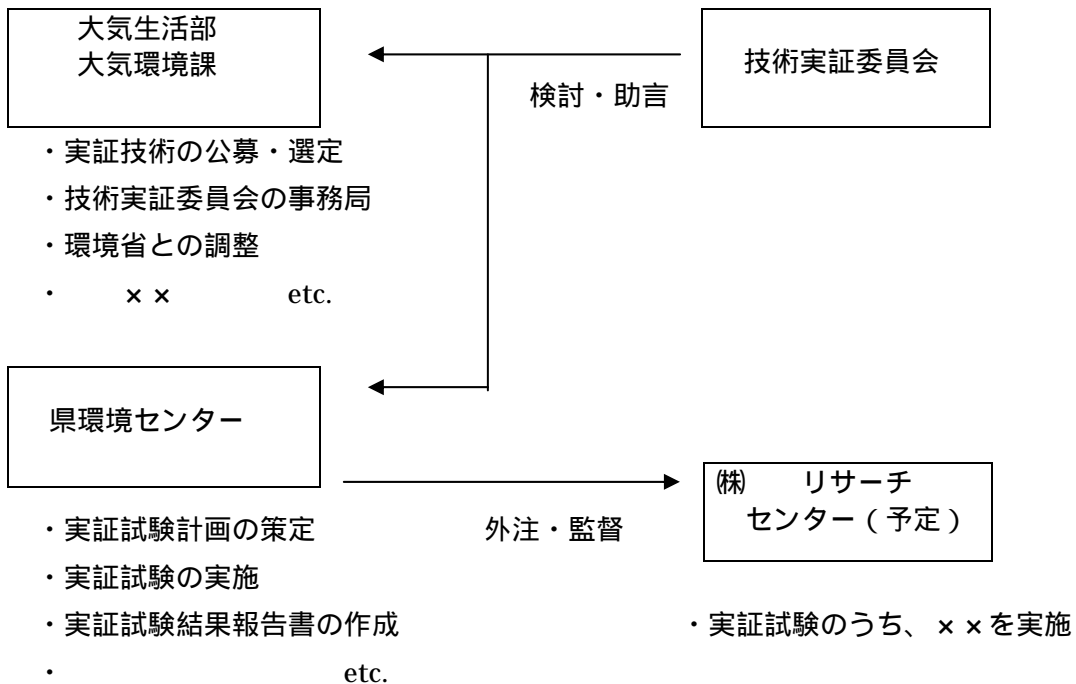 大気生活部
大気環境課
技術実証委員会
検討・助言
・実証技術の公募・選定
・技術実証委員会の事務局
・環境省との調整
・　　××　　　　etc.
県環境センター
㈱　　リサーチ
センター（予定）
外注・監督
・実証試験計画の策定
・実証試験の実施
・実証試験結果報告書の作成
・　　　　　　　　etc.
・実証試験のうち、××を実施